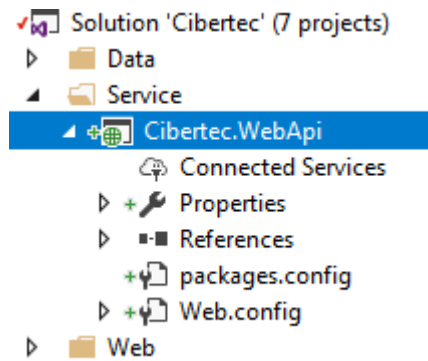 Solution 'Cibertec' (7 projects)
Data
Service
Cibertec.WebApi
Connected Services
Properties
References
packages.config
Web.config
Web